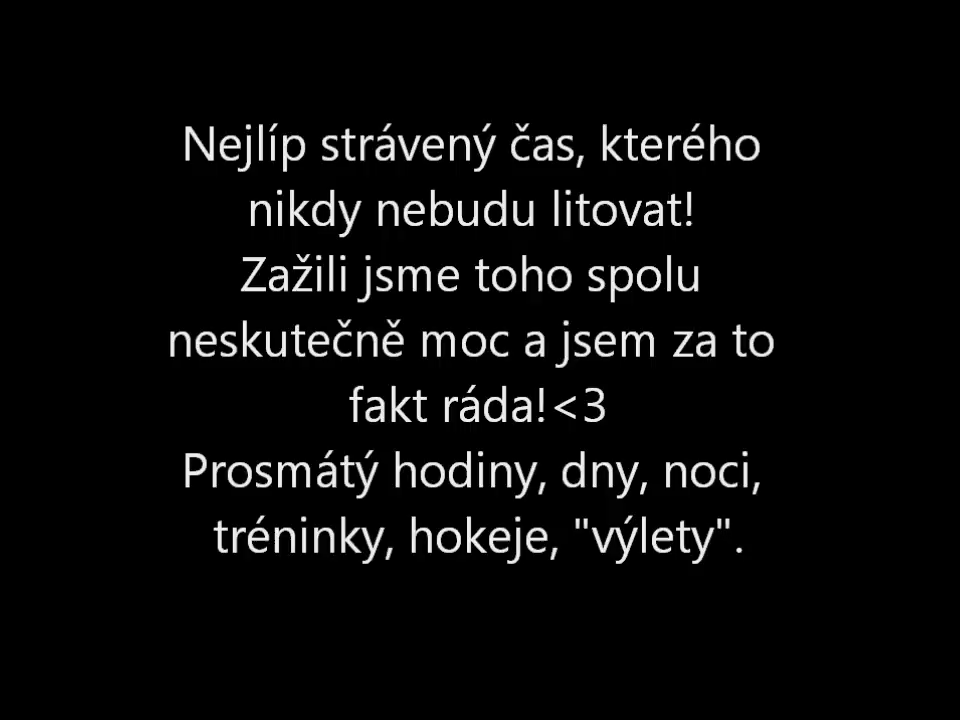 Nejlíp strávený čas, kterého
nikdy nebudu litovat!
Zažili jsme toho spolu
neskutečně moc a jsem za to
fakt ráda!<3
Prosmátý hodiny, dny, noci,
tréninky, hokeje, "výlety".